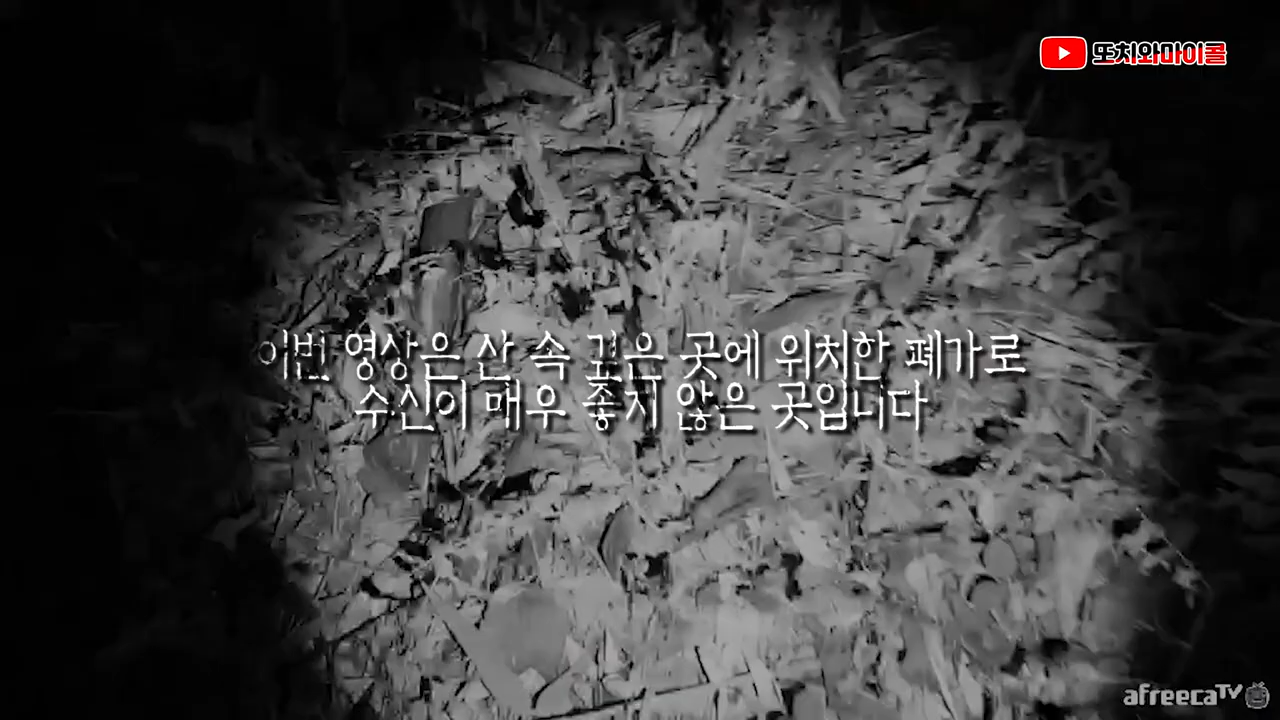 또치와마이콜
이번 영상은 산 속 깊은 곳에 위치한 폐가로
수신이 매우 좋지 않은 곳입니다
afreecaTV